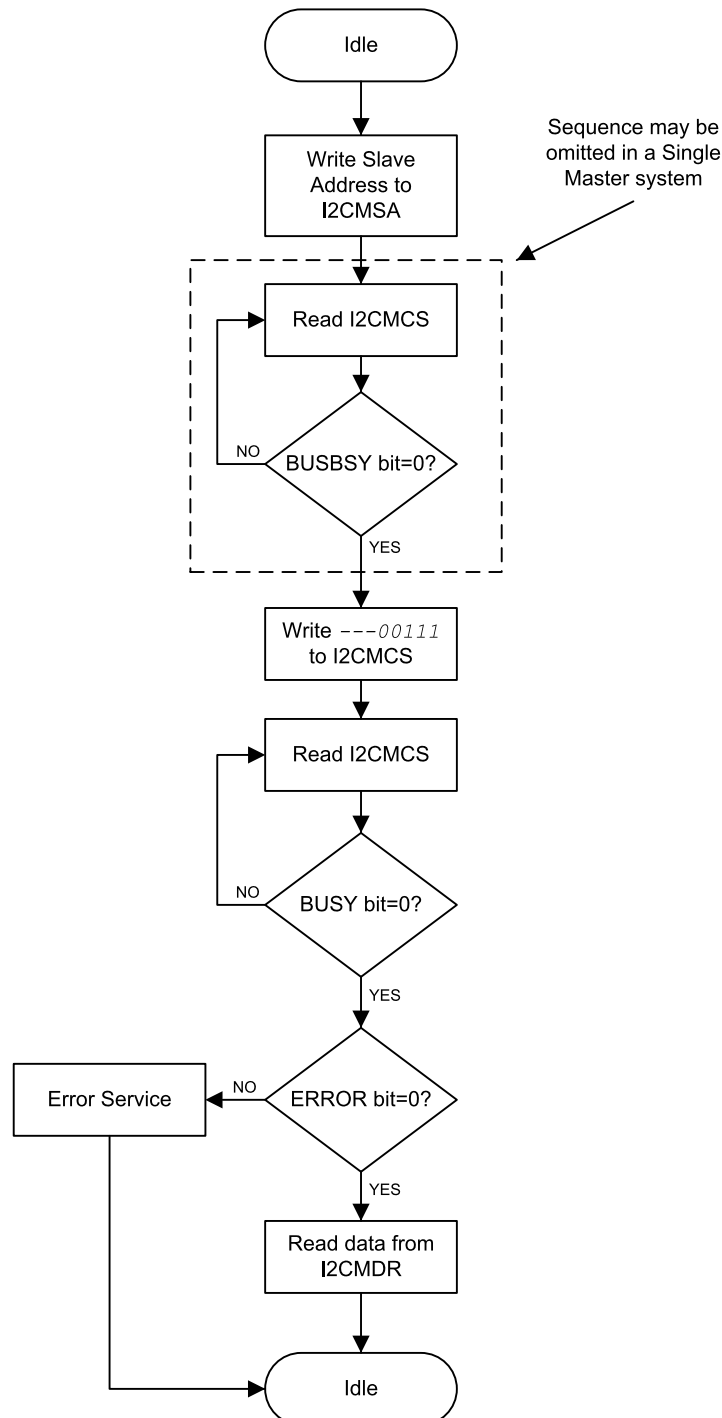 Idle
Write Slave
Address to
I2CMSA
Sequence may be
omitted in a Single
Master system
Read I2CMCS
BUSBSY bit=0?
NO
YES
Write ---00111
to I2CMCS
Read I2CMCS
BUSY bit=0?
NO
YES
ERROR bit=0?
NO
Error Service
YES
Read data from
I2CMDR
Idle